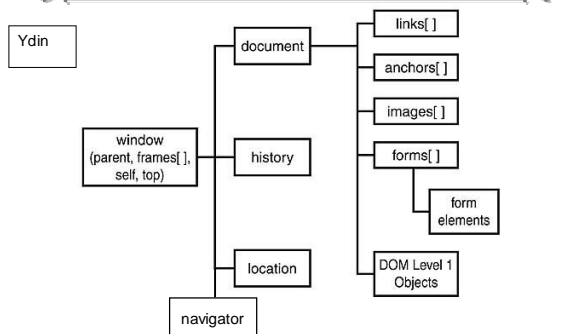 Ydin
document
links[ ]
anchors[ ]
images[ ]
window
(parent, frames[ ],
self, top)
history
forms[ ]
form
elements
location
DOM Level 1
Objects
navigator